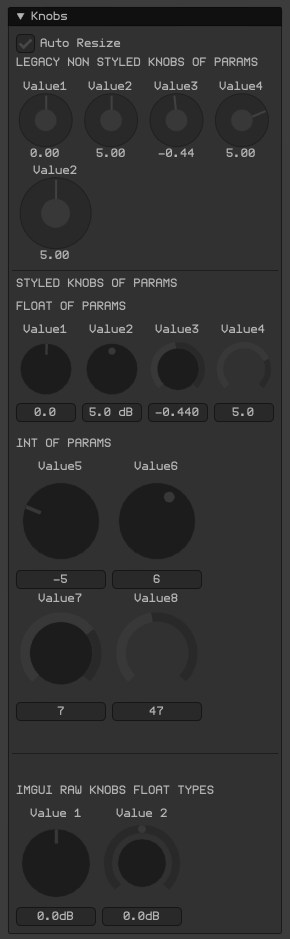 Knobs
Auto Resize
LEGACY NON STYLED KNOBS OF PARAMS
Value1 Value2 Value3 Value4
0.00 5.00 -0.44 5.00
Value2
5.00
STYLED KNOBS OF PARAMS
FLOAT OF PARAMS
Value1 Value2 Value3 Value4
0.0 5.0 dB -0.440 5.0
INT OF PARAMS
Value5 Value6
-5 6
Value7 Value8
7 47
IMGUI RAW KNOBS FLOAT TYPES
Value 1 Value 2
0.0dB 0.0dB